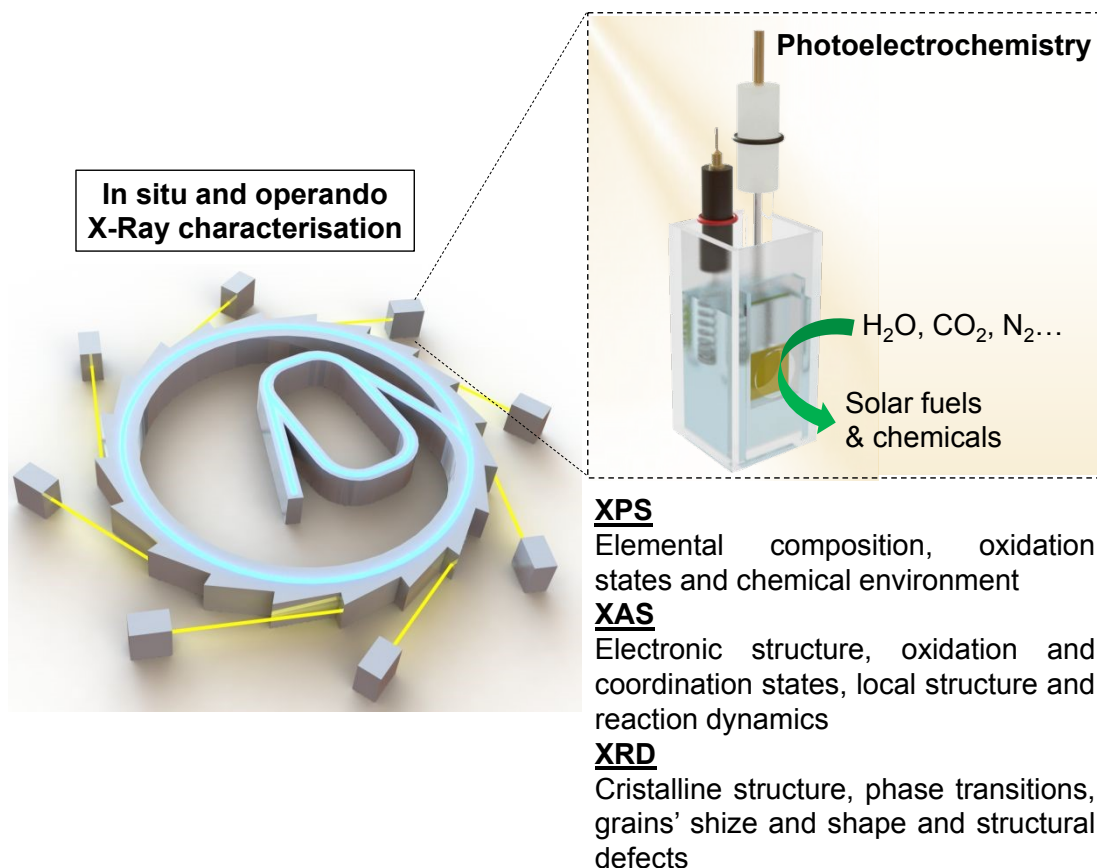 In situ and operando
X-Ray characterisation
Photoelectrochemistry
H₂O, CO₂, N₂…
Solar fuels
& chemicals
XPS
Elemental composition, oxidation
states and chemical environment
XAS
Electronic structure, oxidation and
coordination states, local structure and
reaction dynamics
XRD
Cristalline structure, phase transitions,
grains’ shize and shape and structural
defects